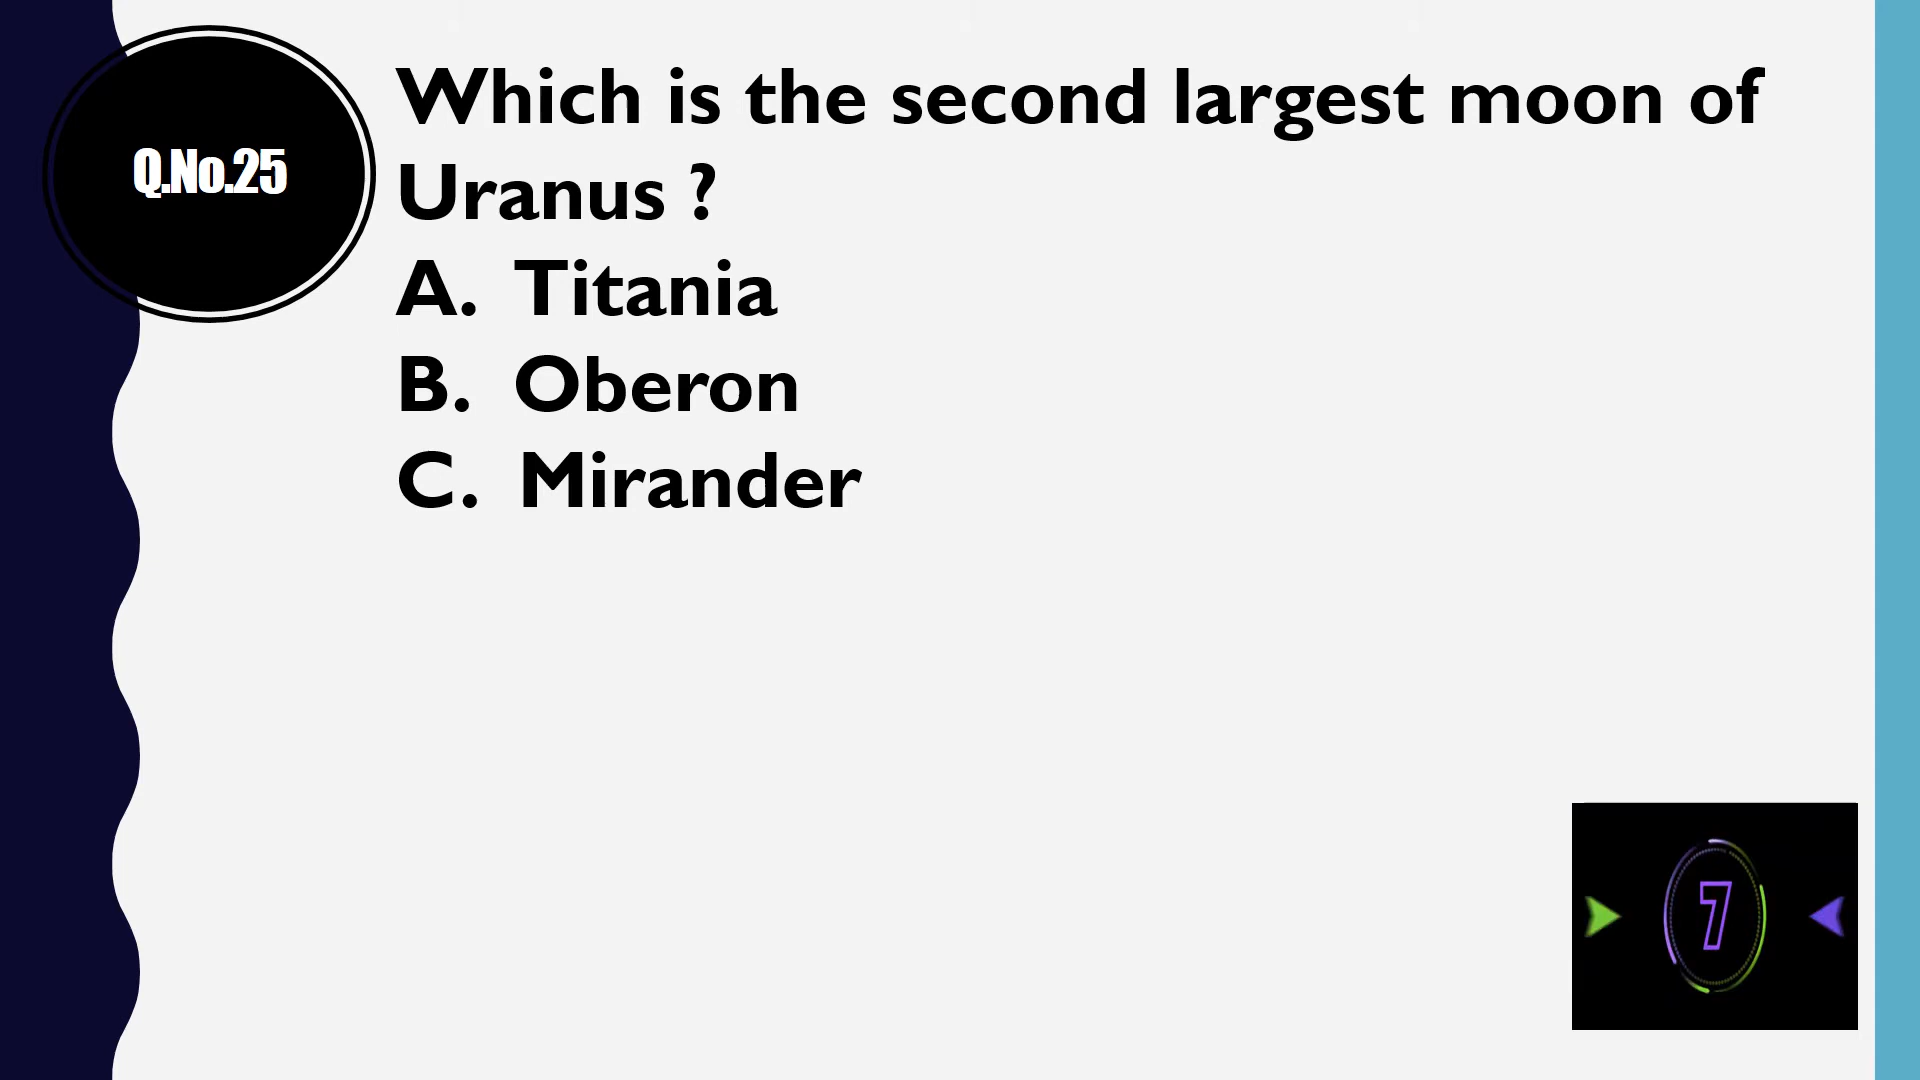 Q.No.25
Which is the second largest moon of
Uranus ?
A. Titania
B. Oberon
C. Mirander
7